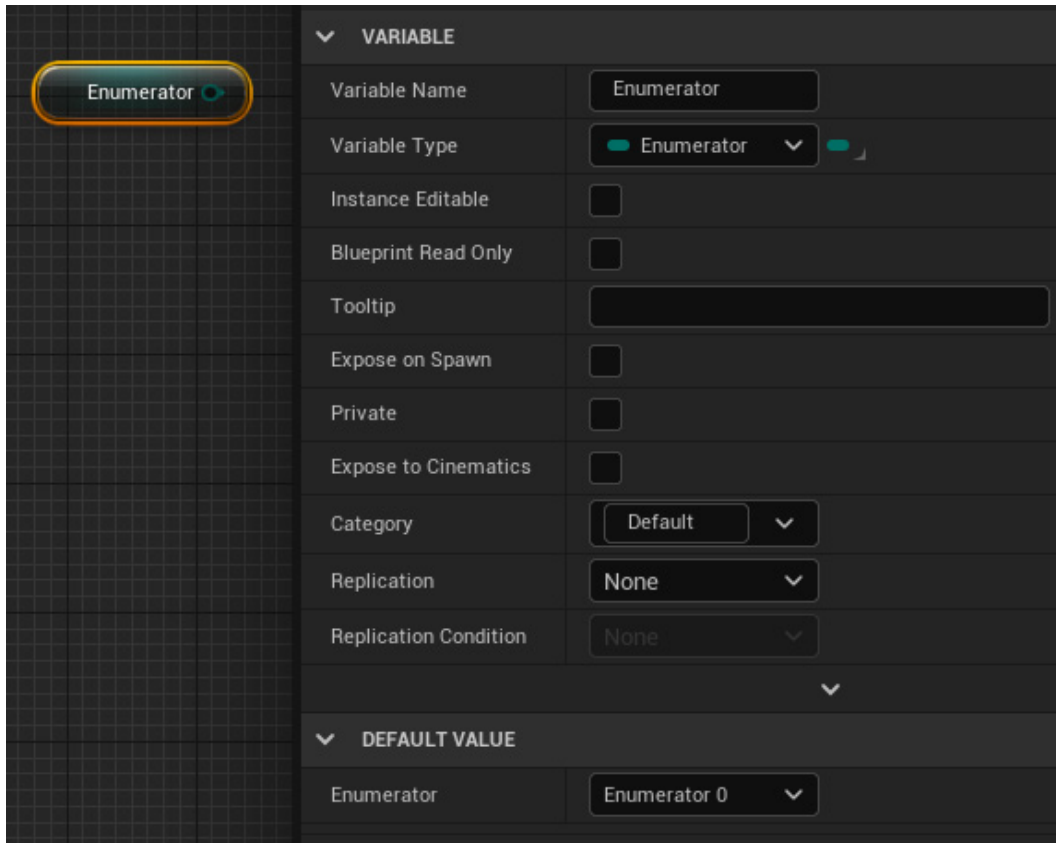 Enumerator
VARIABLE
Variable Name Enumerator
Variable Type Enumerator
Instance Editable
Blueprint Read Only
Tooltip
Expose on Spawn
Private
Expose to Cinematics
Category Default
Replication None
Replication Condition None
DEFAULT VALUE
Enumerator Enumerator 0